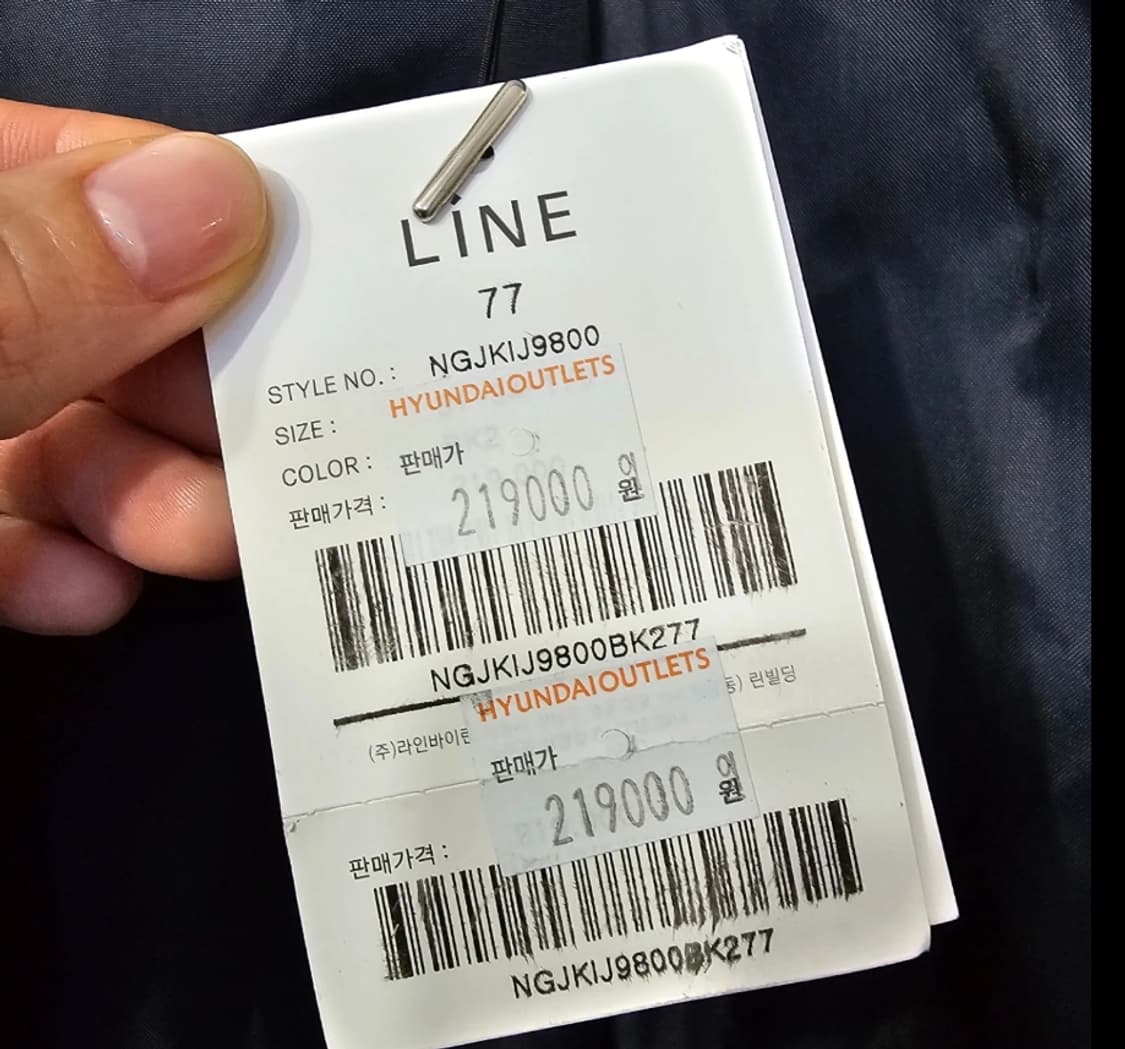 LINE
77
STYLE NO. : NGJKIJ9800
HYUNDAIOUTLETS
SIZE :
COLOR : 판매가
판매가격 : 219000 원
NGJKIJ9800BK277
HYUNDAIOUTLETS
(주)라인바이린 린빌딩
판매가
219000 원
판매가격 :
NGJKIJ9800BK277